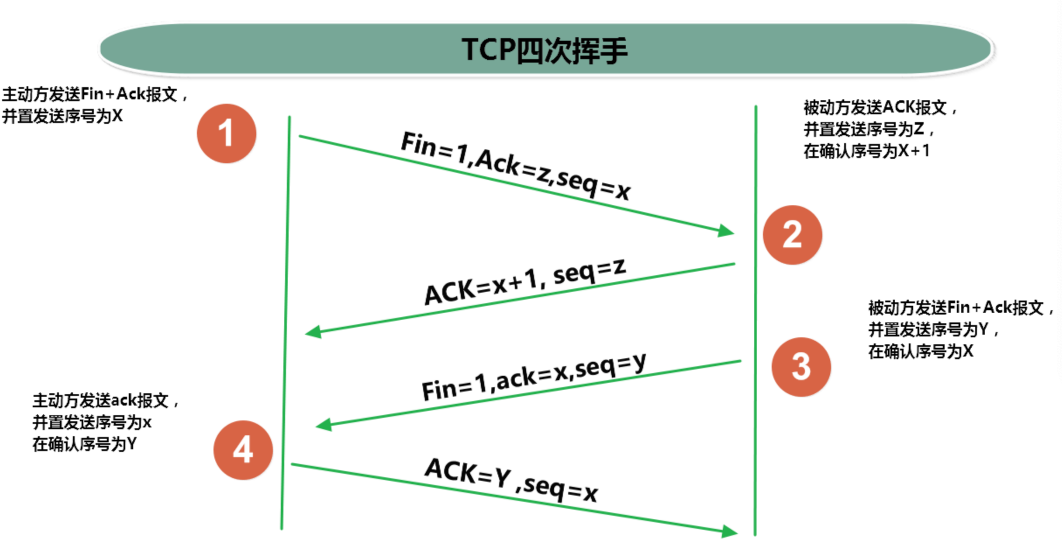 TCP四次挥手
主动方发送Fin+Ack报文，
并置发送序号为X
1
Fin=1,Ack=z,seq=x
被动方发送ACK报文，
并置发送序号为Z，
在确认序号为X+1
2
ACK=x+1, seq=z
被动方发送Fin+Ack报文，
并置发送序号为Y，
在确认序号为X
3
Fin=1,ack=x,seq=y
主动方发送ack报文，
并置发送序号为x
在确认序号为Y
4
ACK=Y ,seq=x